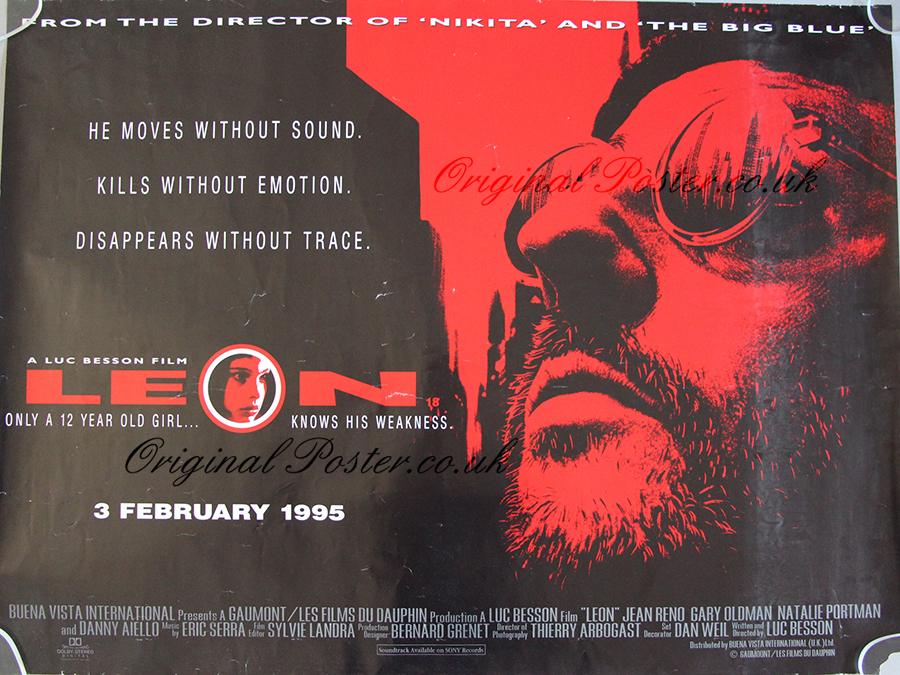 FROM THE DIRECTOR OF 'NIKITA' AND 'THE BIG BLUE'
HE MOVES WITHOUT SOUND.
KILLS WITHOUT EMOTION.
DISAPPEARS WITHOUT TRACE.
Original Poster.co.uk
A LUC BESSON FILM
LEON 18
ONLY A 12 YEAR OLD GIRL... KNOWS HIS WEAKNESS.
Original Poster.co.uk
3 FEBRUARY 1995
BUENA VISTA INTERNATIONAL Presents A GAUMONT/LES FILMS DU DAUPHIN Production A LUC BESSON Film "LEON" JEAN RENO GARY OLDMAN NATALIE PORTMAN
and DANNY AIELLO Music by ERIC SERRA Film Editor SYLVIE LANDRA Production Designer BERNARD GRENET Director of Photography THIERRY ARBOGAST Set Decorator DAN WEIL Written and Directed by LUC BESSON
DOLBY STEREO
DIGITAL
Soundtrack Available on SONY Records
Distributed by BUENA VISTA INTERNATIONAL (U.K.) Ltd.
© GAUMONT/LES FILMS DU DAUPHIN